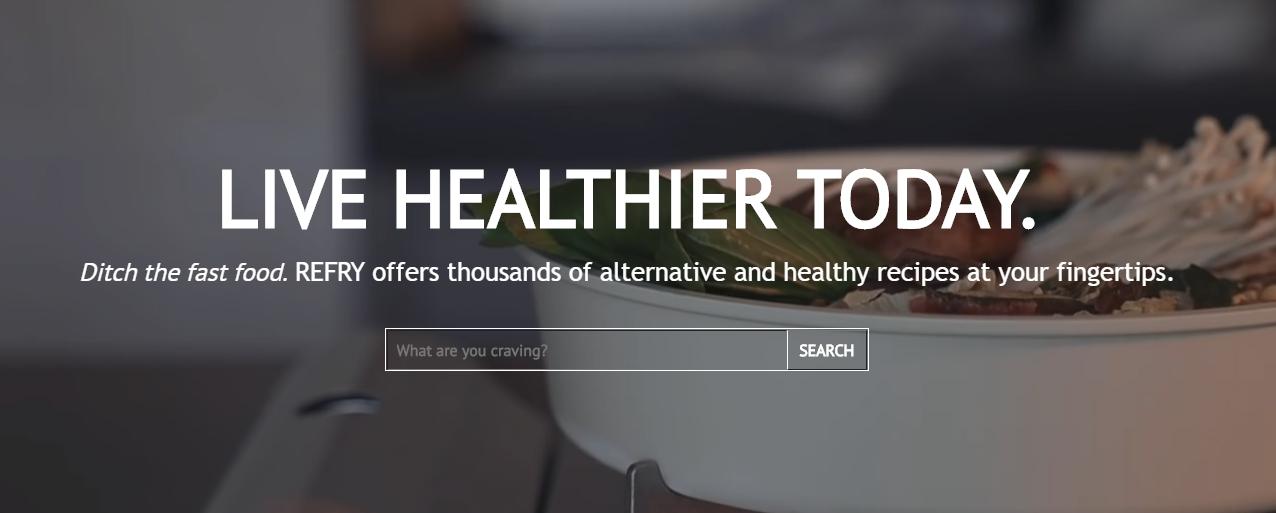 LIVE HEALTHIER TODAY.
Ditch the fast food. REFRY offers thousands of alternative and healthy recipes at your fingertips.
What are you craving? SEARCH